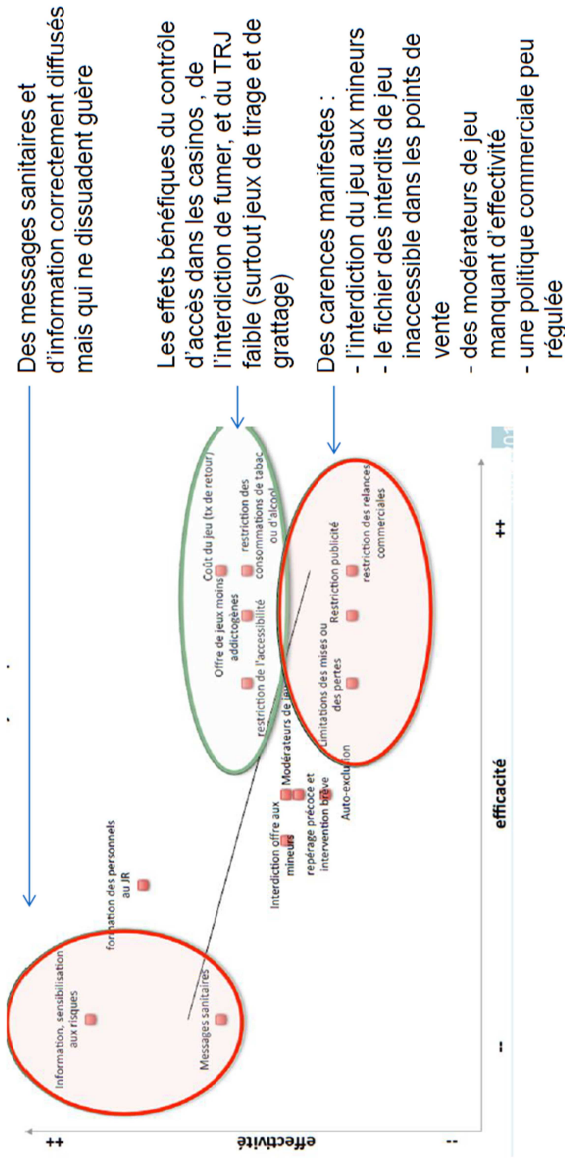 Des messages sanitaires et
d'information correctement diffusés
mais qui ne dissuadent guère
Les effets bénéfiques du contrôle
d'accès dans les casinos , de
l'interdiction de fumer, et du TRJ
faible (surtout jeux de tirage et de
grattage)
Des carences manifestes :
- l'interdiction du jeu aux mineurs
- le fichier des interdits de jeu
inaccessible dans les points de
vente
- des modérateurs de jeu
manquant d'effectivité
- une politique commerciale peu
régulée
++
effectivité
--
Information, sensibilisation
aux risques
Messages sanitaires
formation des personnels
au JR
Interdiction offre aux
mineurs
Modérateurs de jeu
repérage précoce et
intervention brève
Auto-exclusion
Coût du jeu (tx de retour)
Offre de jeux moins
addictogènes
restriction des
consommations de tabac
ou d'alcool
restriction de l'accessibilité
Limitations des mises ou
des pertes
Restriction publicité
restriction des relances
commerciales
--
efficacité
++